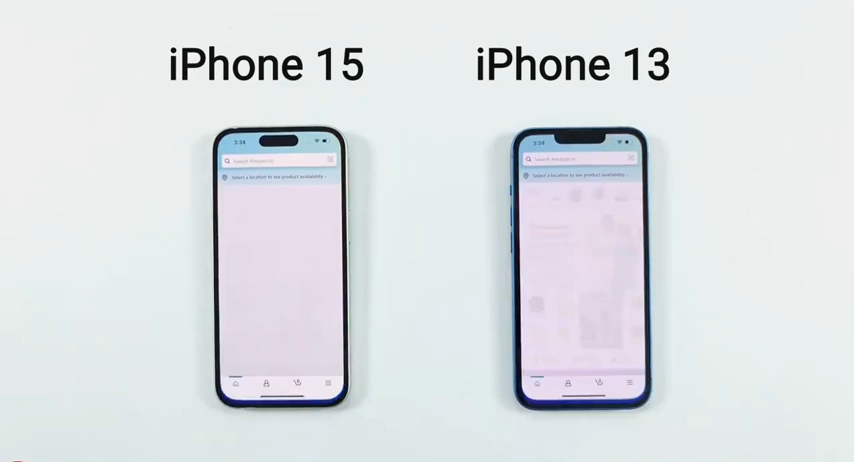 iPhone 15
iPhone 13
3:34
3:34
Search Amazon.in
Search Amazon.in
Select a location to see product availability
Select a location to see product availability